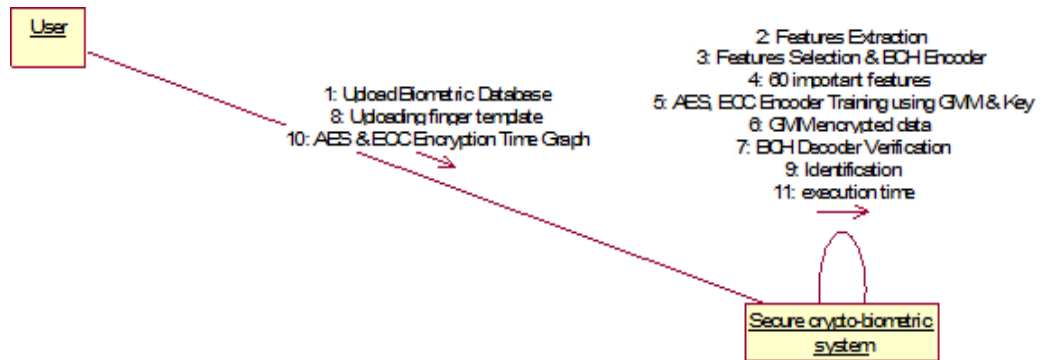 User
2: Features Extraction
3: Features Selection & BCH Encoder
4: 60 important features
5: AES, ECC Encoder Training using GMM & Key
6: GMM encrypted data
7: BCH Decoder Verification
9: Identification
11: execution time
1: Upload Biometric Database
8: Uploading finger template
10: AES & ECC Encryption Time Graph
Secure crypto-biometric
system